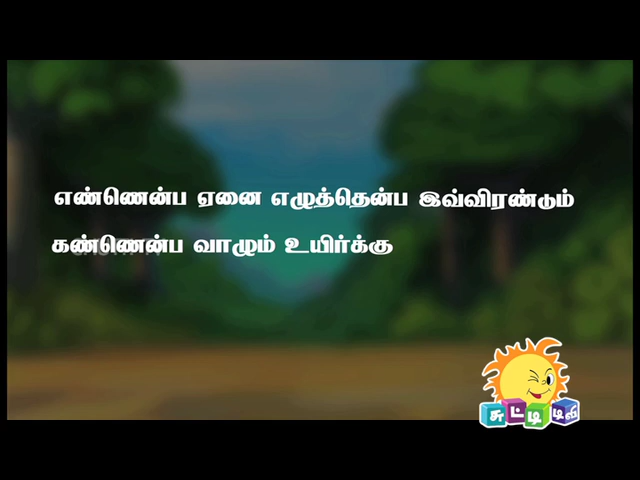 எண்ணென்ப ஏனை எழுத்தென்ப இவ்விரண்டும்
கண்ணென்ப வாழும் உயிர்க்கு
சுட்டி டிவி